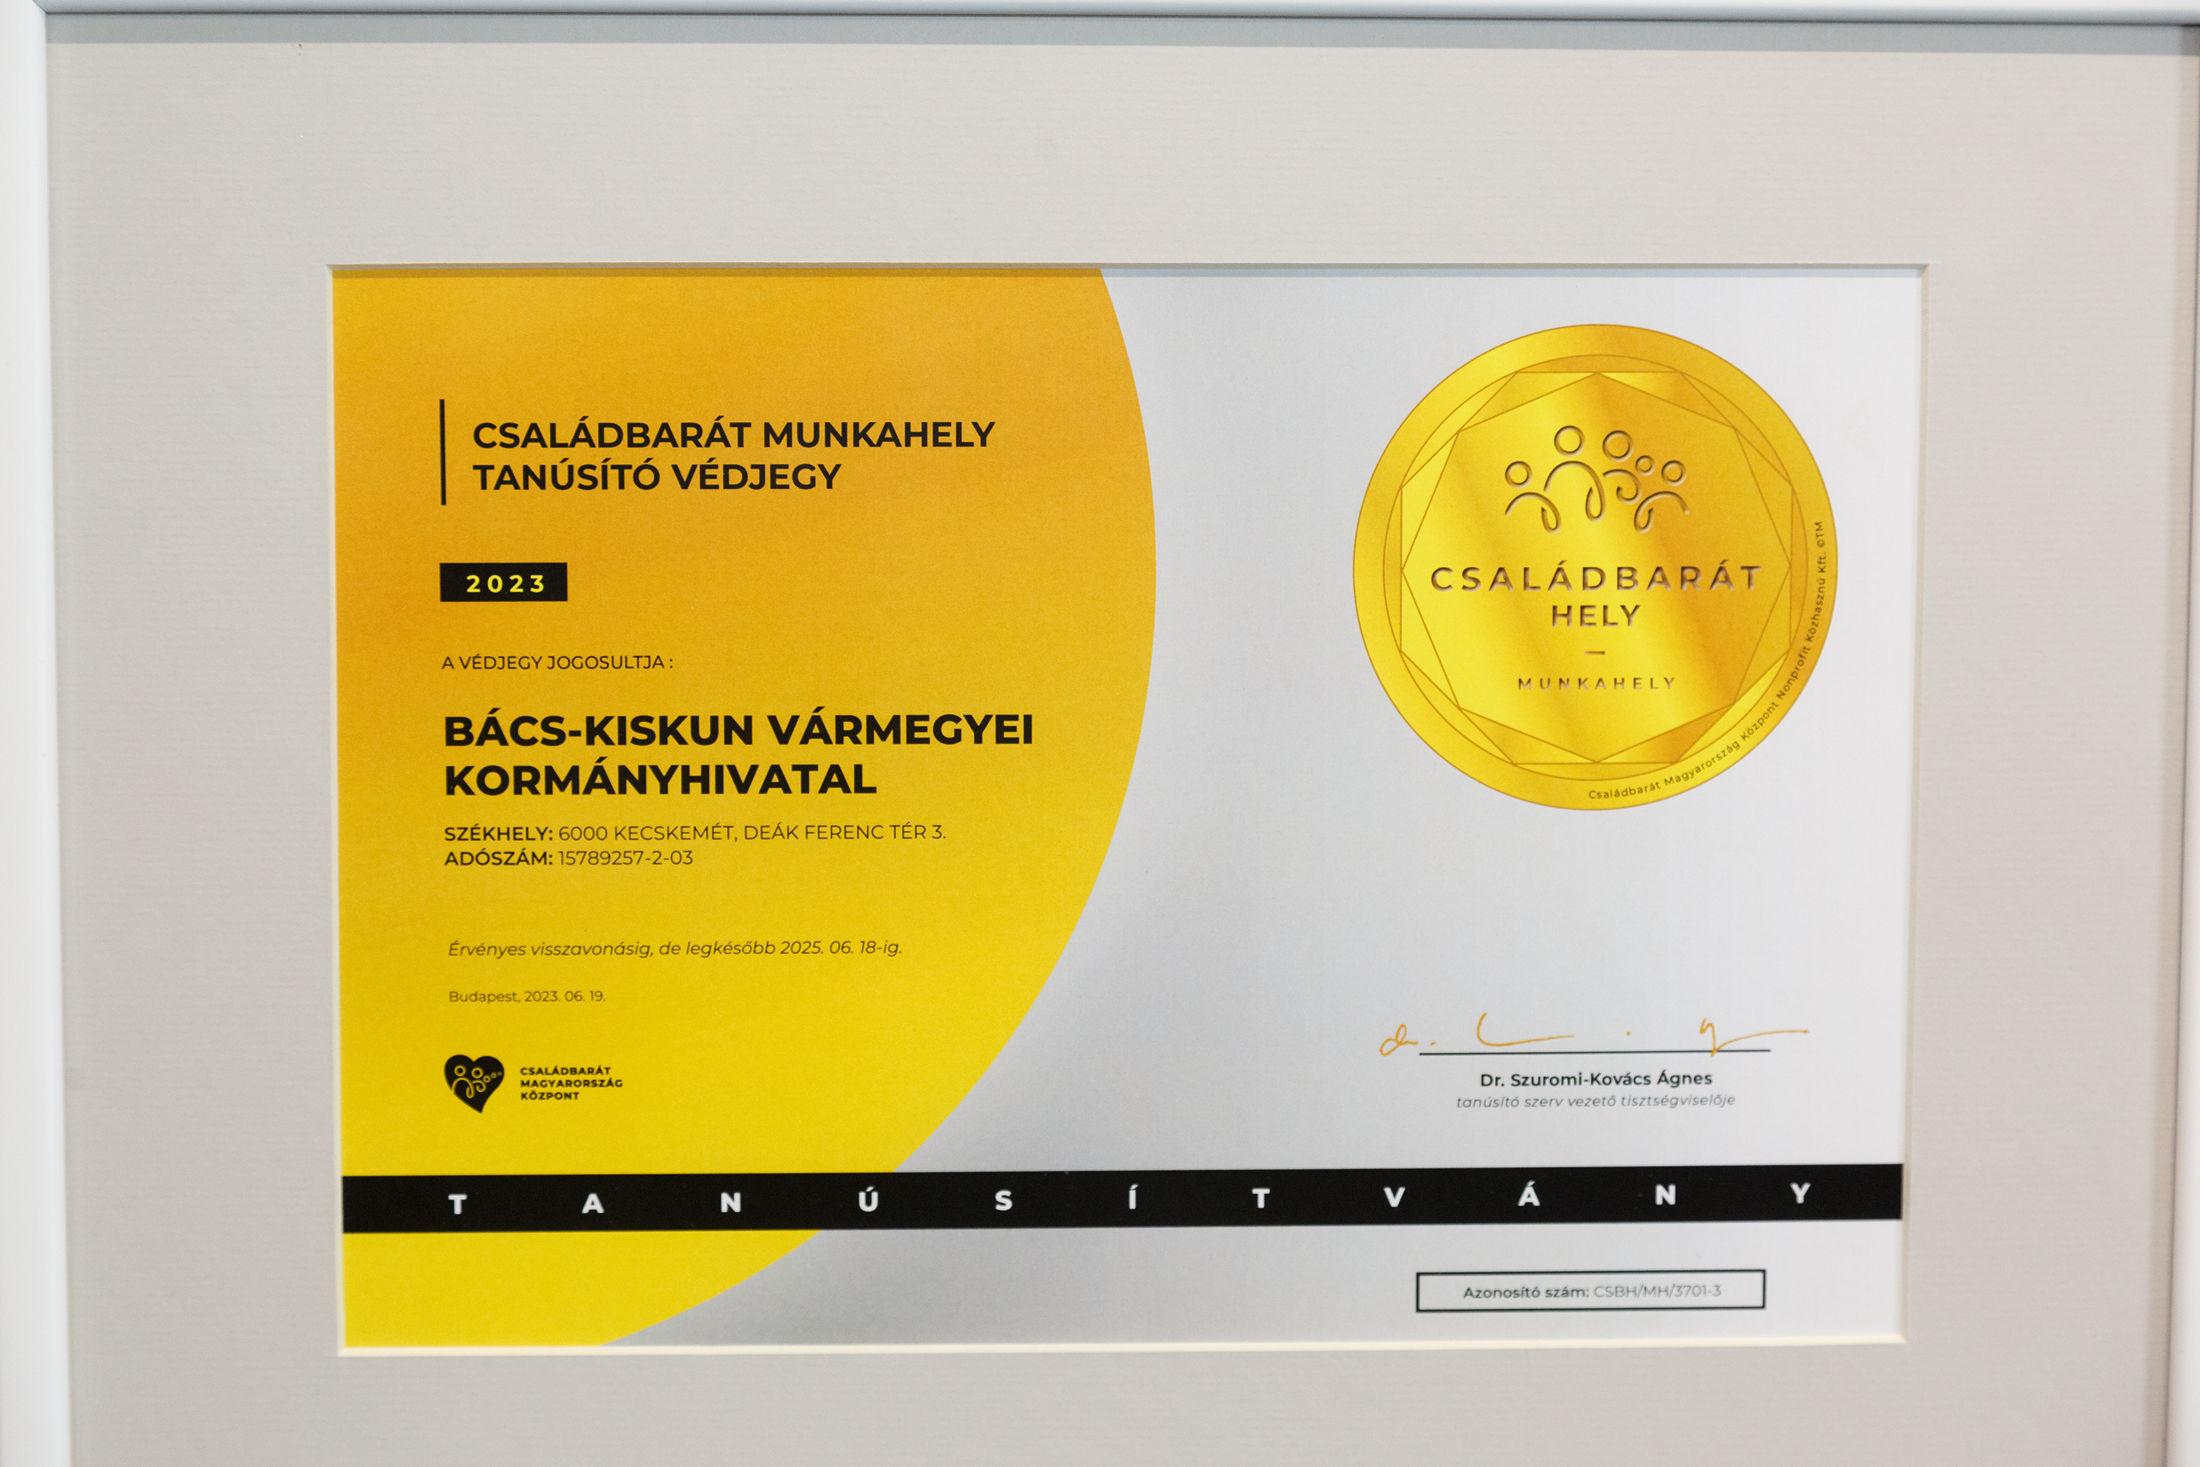 CSALÁDBARÁT MUNKAHELY
TANÚSÍTÓ VÉDJEGY
2023
A VÉDJEGY JOGOSULTJA :
BÁCS-KISKUN VÁRMEGYEI
KORMÁNYHIVATAL
SZÉKHELY: 6000 KECSKEMÉT, DEÁK FERENC TÉR 3.
ADÓSZÁM: 15789257-2-03
Érvényes visszavonásig, de legkésőbb 2025. 06. 18-ig.
Budapest, 2023. 06. 19.
CSALÁDBARÁT
MAGYARORSZÁG
KÖZPONT
CSALÁDBARÁT
HELY
–
MUNKAHELY
Családbarát Magyarország Központ Nonprofit Közhasznú Kft. ©TM
dr.
Dr. Szuromi-Kovács Ágnes
tanúsító szerv vezető tisztségviselője
TANÚSÍTVÁNY
Azonosító szám: CSBH/MH/3701-3